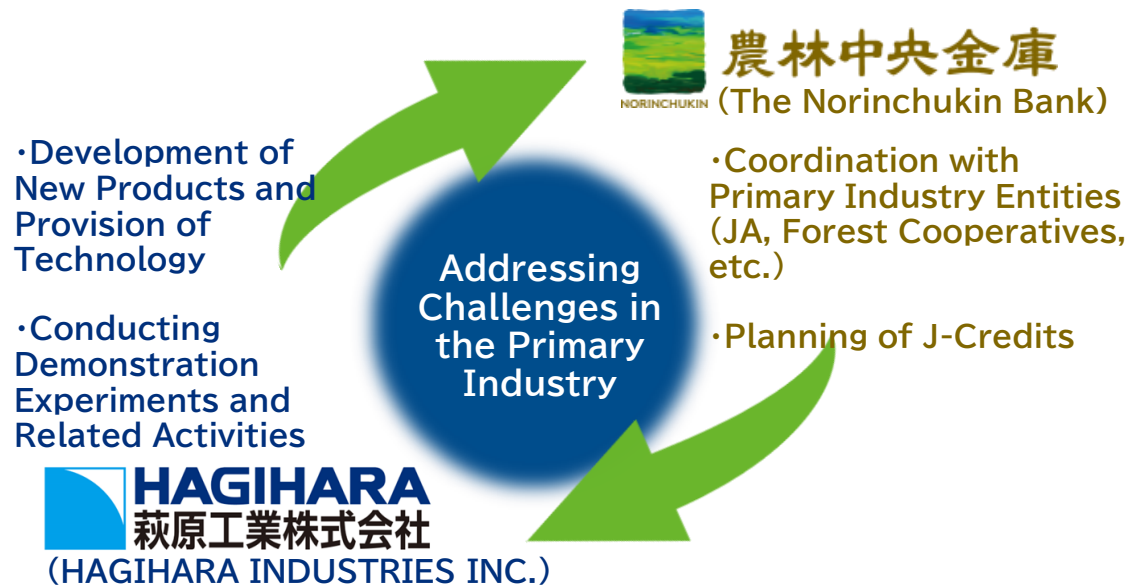 農林中央金庫
NORINCHUKIN
(The Norinchukin Bank)
・Development of
New Products and
Provision of
Technology
・Conducting
Demonstration
Experiments and
Related Activities
Addressing
Challenges in
the Primary
Industry
・Coordination with
Primary Industry Entities
(JA, Forest Cooperatives,
etc.)
・Planning of J-Credits
HAGIHARA
萩原工業株式会社
(HAGIHARA INDUSTRIES INC.)